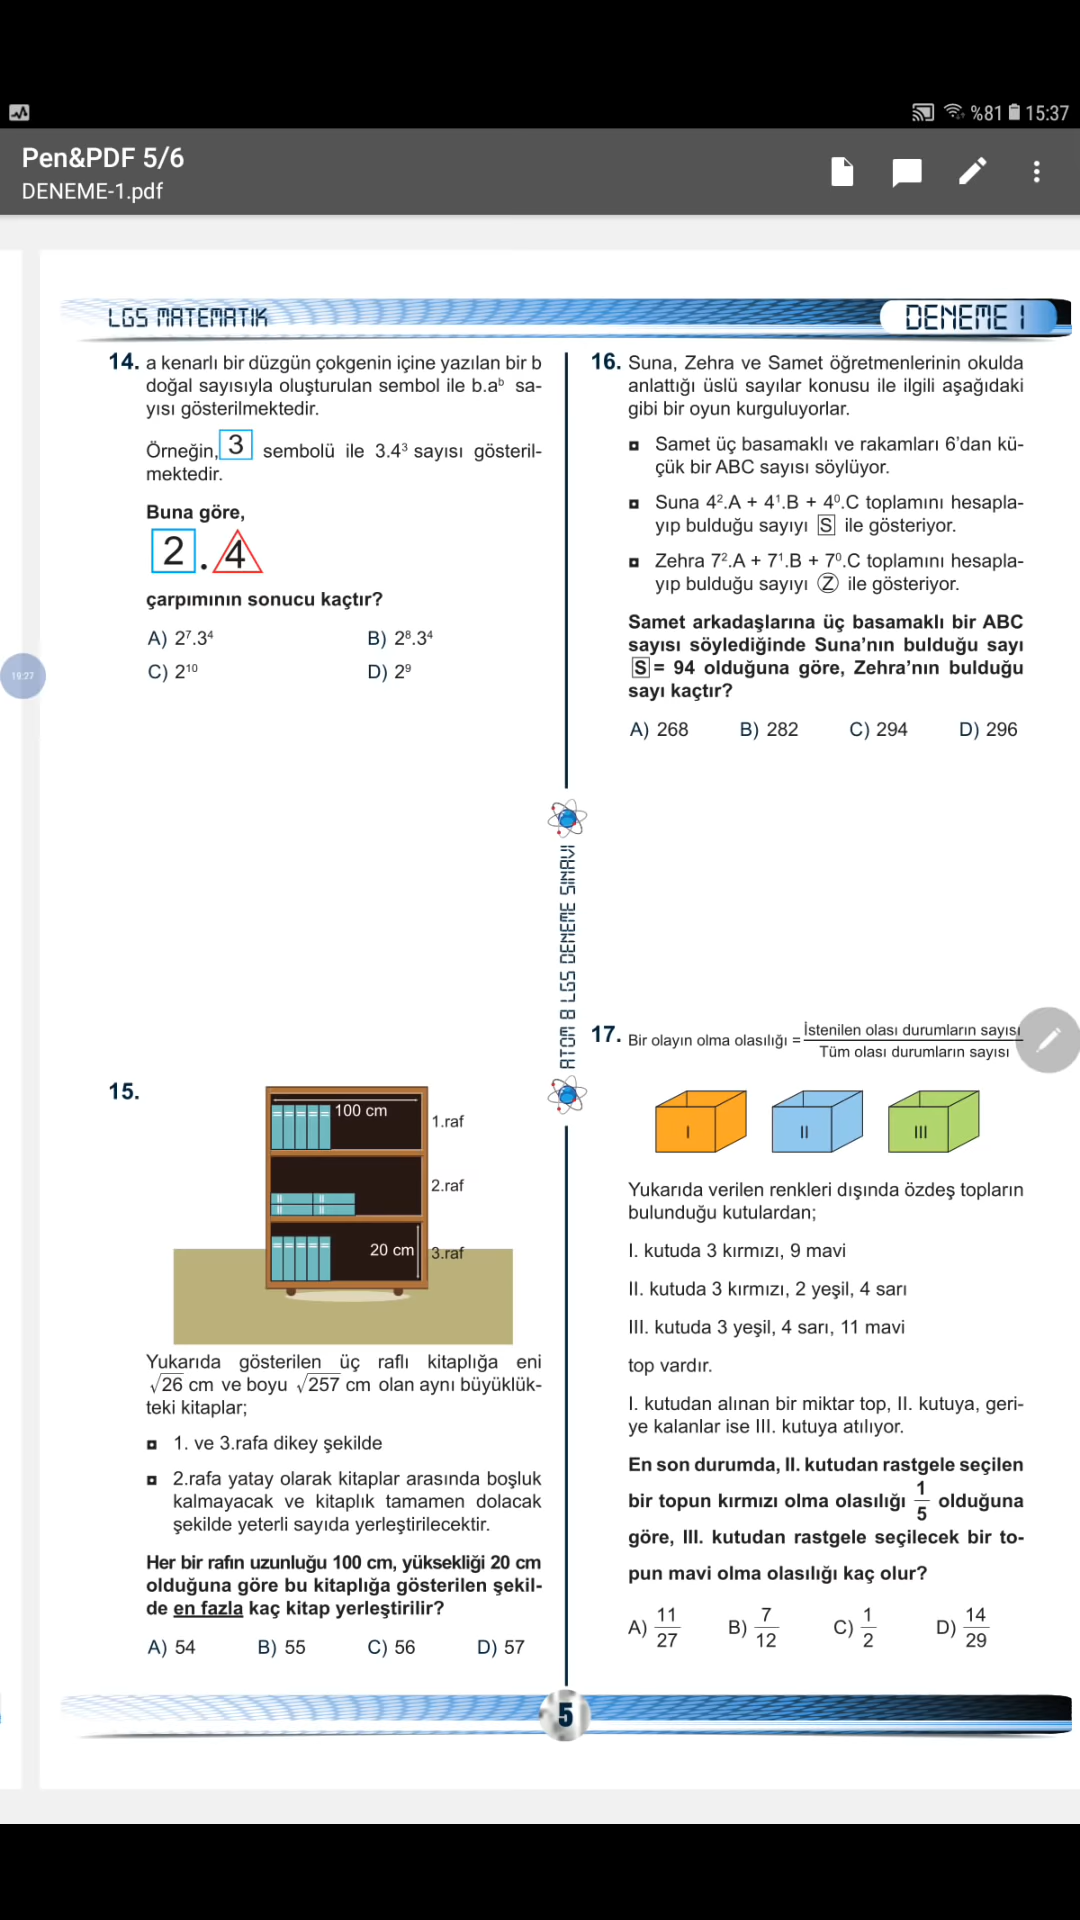 %81 15:37
Pen&PDF 5/6
DENEME-1.pdf
LGS MATEMATIK
DENEME 1
14. a kenarlı bir düzgün çokgenin içine yazılan bir b
doğal sayısıyla oluşturulan sembol ile b.aᵇ sa-
yısı gösterilmektedir.
Örneğin, 3 sembolü ile 3.4³ sayısı gösteril-
mektedir.
Buna göre,
2 . 4
çarpımının sonucu kaçtır?
A) 2⁷.3⁴ B) 2⁸.3⁴
C) 2¹⁰ D) 2⁹
19:27
15.
100 cm
1.raf
2.raf
20 cm
3.raf
Yukarıda gösterilen üç raflı kitaplığa eni
√26 cm ve boyu √257 cm olan aynı büyüklük-
teki kitaplar;
1. ve 3.rafa dikey şekilde
2.rafa yatay olarak kitaplar arasında boşluk
kalmayacak ve kitaplık tamamen dolacak
şekilde yeterli sayıda yerleştirilecektir.
Her bir rafın uzunluğu 100 cm, yüksekliği 20 cm
olduğuna göre bu kitaplığa gösterilen şekil-
de en fazla kaç kitap yerleştirilir?
A) 54 B) 55 C) 56 D) 57
ATOM 8 LGS DENEME SINAVI
16. Suna, Zehra ve Samet öğretmenlerinin okulda
anlattığı üslü sayılar konusu ile ilgili aşağıdaki
gibi bir oyun kurguluyorlar.
Samet üç basamaklı ve rakamları 6'dan kü-
çük bir ABC sayısı söylüyor.
Suna 4².A + 4¹.B + 4⁰.C toplamını hesapla-
yıp bulduğu sayıyı S ile gösteriyor.
Zehra 7².A + 7¹.B + 7⁰.C toplamını hesapla-
yıp bulduğu sayıyı Z ile gösteriyor.
Samet arkadaşlarına üç basamaklı bir ABC
sayısı söylediğinde Suna'nın bulduğu sayı
S = 94 olduğuna göre, Zehra'nın bulduğu
sayı kaçtır?
A) 268 B) 282 C) 294 D) 296
17. Bir olayın olma olasılığı = İstenilen olası durumların sayısı
Tüm olası durumların sayısı
I II III
Yukarıda verilen renkleri dışında özdeş topların
bulunduğu kutulardan;
I. kutuda 3 kırmızı, 9 mavi
II. kutuda 3 kırmızı, 2 yeşil, 4 sarı
III. kutuda 3 yeşil, 4 sarı, 11 mavi
top vardır.
I. kutudan alınan bir miktar top, II. kutuya, geri-
ye kalanlar ise III. kutuya atılıyor.
En son durumda, II. kutudan rastgele seçilen
bir topun kırmızı olma olasılığı 1/5 olduğuna
göre, III. kutudan rastgele seçilecek bir to-
pun mavi olma olasılığı kaç olur?
A) 11/27 B) 7/12 C) 1/2 D) 14/29
5